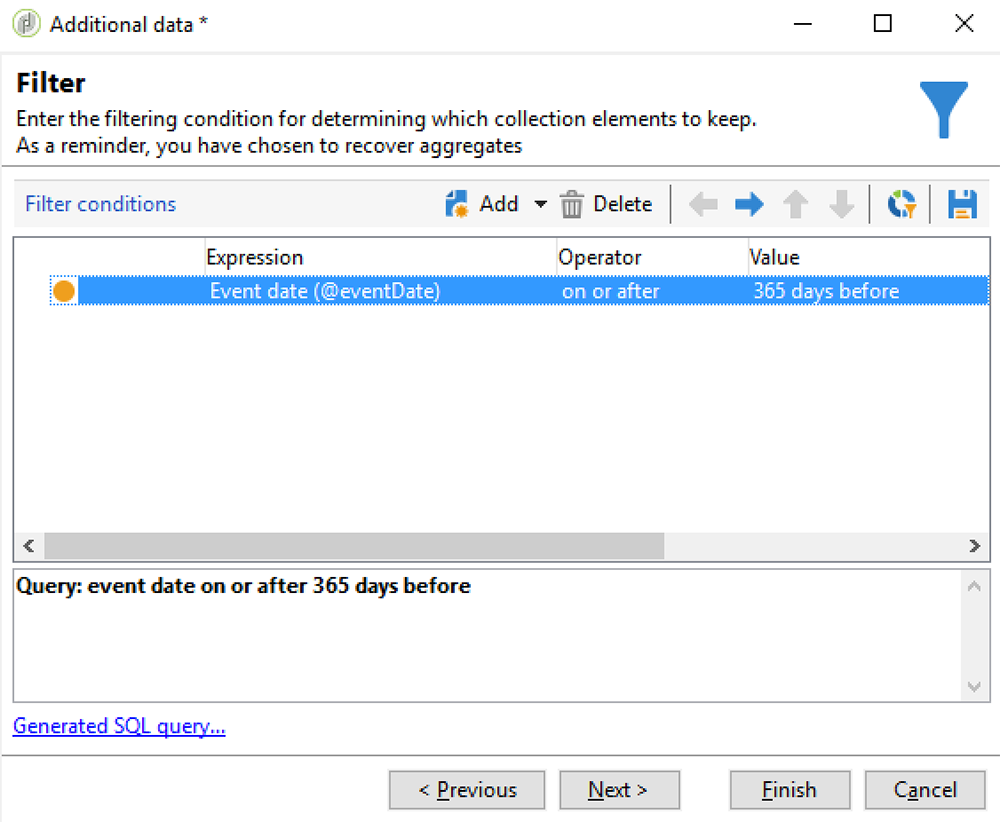 Additional data *
Filter
Enter the filtering condition for determining which collection elements to keep.
As a reminder, you have chosen to recover aggregates
Filter conditions Add Delete
Expression Operator Value
Event date (@eventDate) on or after 365 days before
Query: event date on or after 365 days before
Generated SQL query...
< Previous Next > Finish Cancel